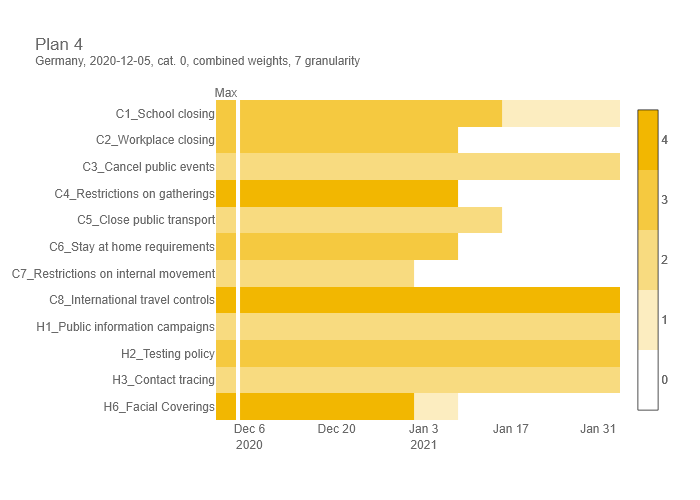 Plan 4
Germany, 2020-12-05, cat. 0, combined weights, 7 granularity
Max
C1_School closing
C2_Workplace closing
C3_Cancel public events
C4_Restrictions on gatherings
C5_Close public transport
C6_Stay at home requirements
C7_Restrictions on internal movement
C8_International travel controls
H1_Public information campaigns
H2_Testing policy
H3_Contact tracing
H6_Facial Coverings
Dec 6 Dec 20 Jan 3 Jan 17 Jan 31
2020 2021
4
3
2
1
0